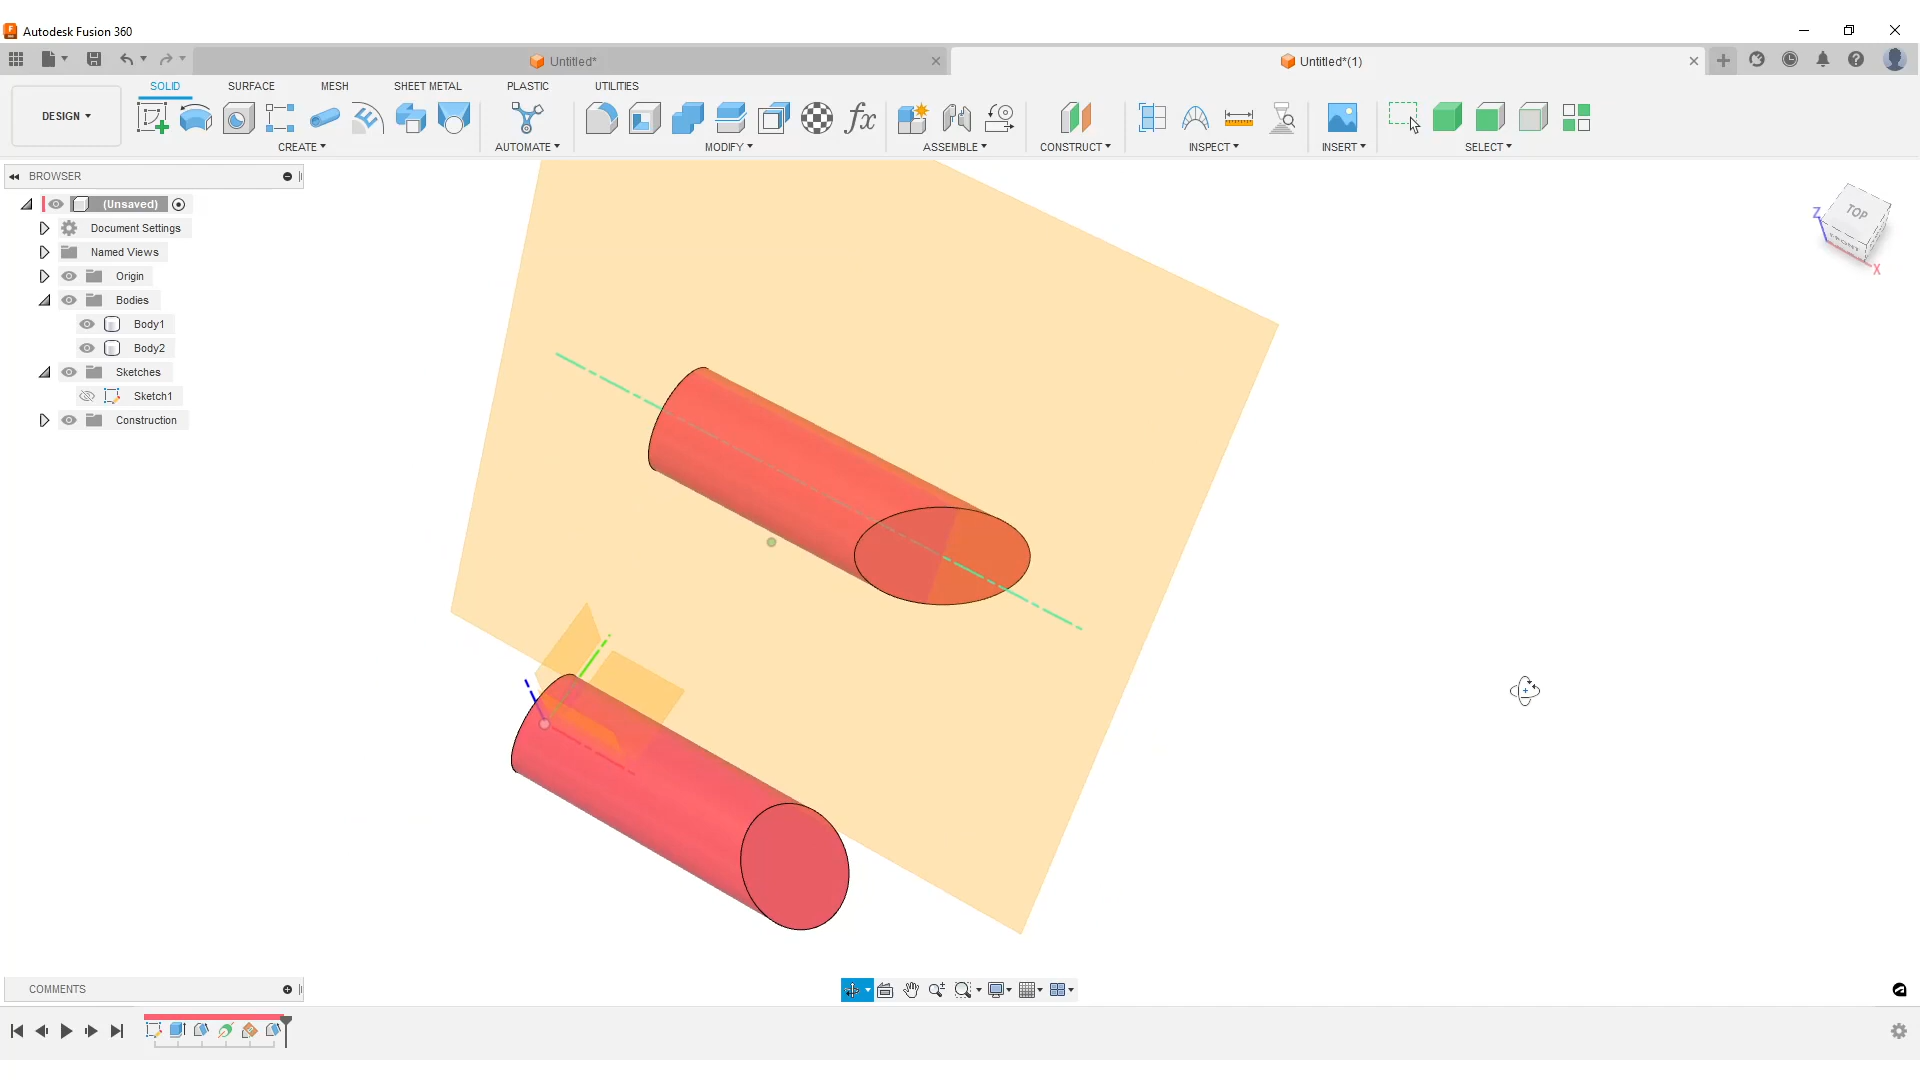 Autodesk Fusion 360
Untitled*
Untitled*(1)
SOLID SURFACE MESH SHEET METAL PLASTIC UTILITIES
DESIGN
CREATE AUTOMATE MODIFY ASSEMBLE CONSTRUCT INSPECT INSERT SELECT
BROWSER
(Unsaved)
Document Settings
Named Views
Origin
Bodies
Body1
Body2
Sketches
Sketch1
Construction
TOP
FRONT
Z
X
COMMENTS